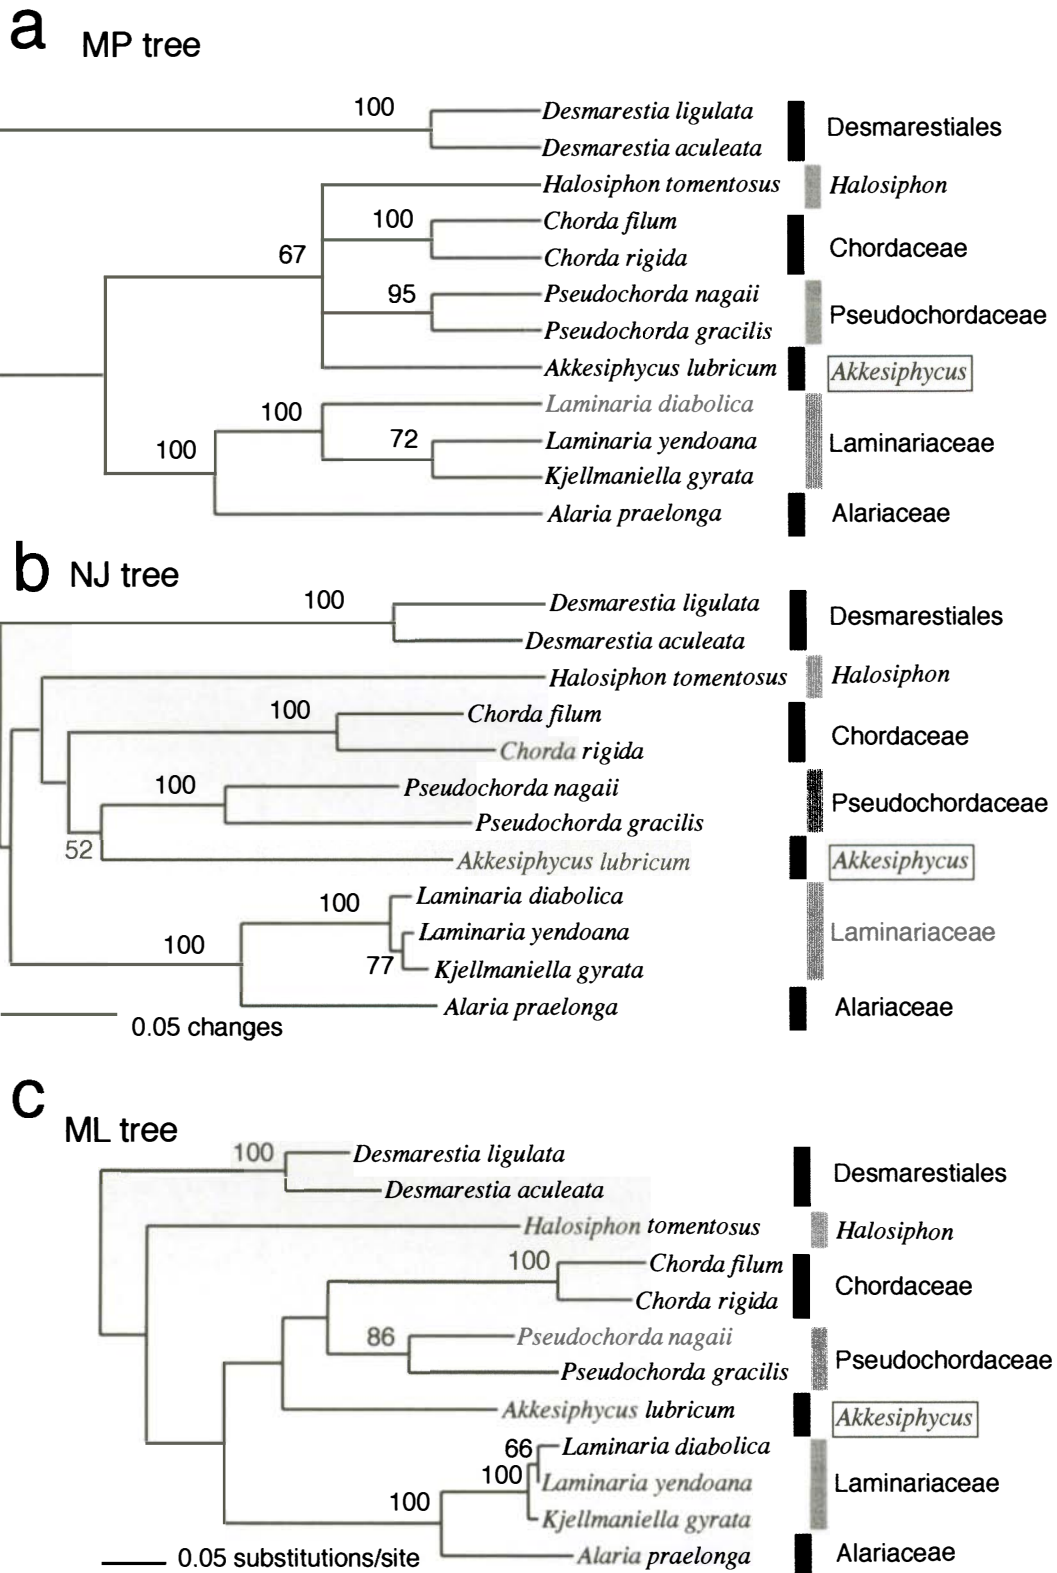 a MP tree
100 Desmarestia ligulata
Desmarestia aculeata
Desmarestiales
Halosiphon tomentosus Halosiphon
67
100 Chorda filum
Chorda rigida
Chordaceae
95 Pseudochorda nagaii
Pseudochorda gracilis
Pseudochordaceae
Akkesiphycus lubricum Akkesiphycus
100
100 Laminaria diabolica
72 Laminaria yendoana
Kjellmaniella gyrata
Laminariaceae
Alaria praelonga Alariaceae
b NJ tree
100 Desmarestia ligulata
Desmarestia aculeata
Desmarestiales
Halosiphon tomentosus Halosiphon
100 Chorda filum
Chorda rigida
Chordaceae
100 Pseudochorda nagaii
Pseudochorda gracilis
Pseudochordaceae
52
Akkesiphycus lubricum Akkesiphycus
100
100 Laminaria diabolica
Laminaria yendoana
77 Kjellmaniella gyrata
Laminariaceae
Alaria praelonga Alariaceae
0.05 changes
c
ML tree
100 Desmarestia ligulata
Desmarestia aculeata
Desmarestiales
Halosiphon tomentosus Halosiphon
100 Chorda filum
Chorda rigida
Chordaceae
86 Pseudochorda nagaii
Pseudochorda gracilis
Pseudochordaceae
Akkesiphycus lubricum Akkesiphycus
66 Laminaria diabolica
100 Laminaria yendoana
Laminariaceae
100 Kjellmaniella gyrata
Alaria praelonga Alariaceae
0.05 substitutions/site